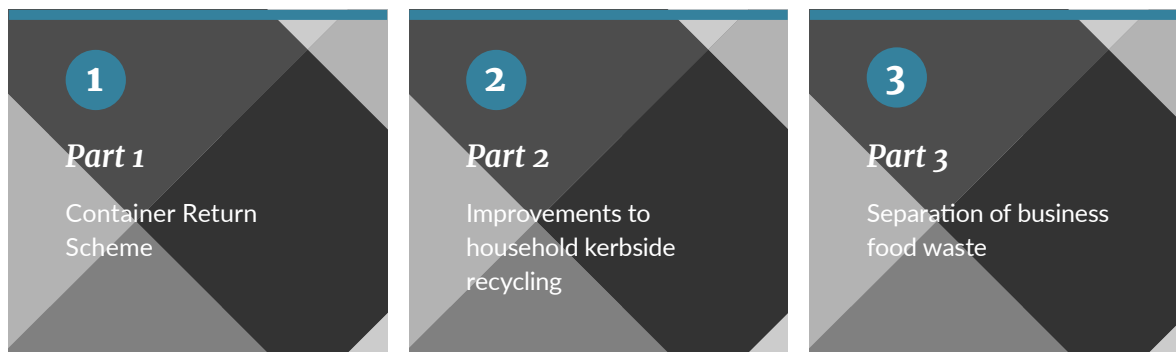 1
Part 1
Container Return
Scheme
2
Part 2
Improvements to
household kerbside
recycling
3
Part 3
Separation of business
food waste